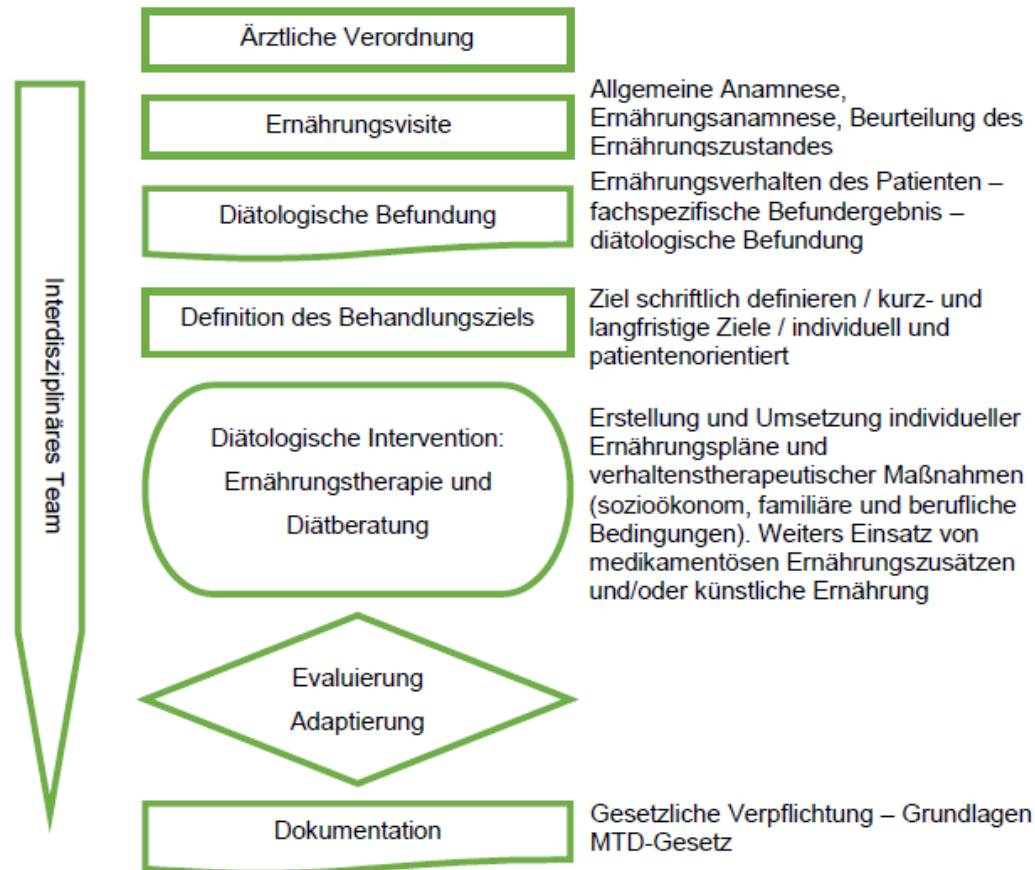 Ärztliche Verordnung
Interdisziplinäres Team
Ernährungsvisite
Allgemeine Anamnese,
Ernährungsanamnese, Beurteilung des
Ernährungszustandes
Diätologische Befundung
Ernährungsverhalten des Patienten –
fachspezifische Befundergebnis –
diätologische Befundung
Definition des Behandlungsziels
Ziel schriftlich definieren / kurz- und
langfristige Ziele / individuell und
patientenorientiert
Diätologische Intervention:
Ernährungstherapie und
Diätberatung
Erstellung und Umsetzung individueller
Ernährungspläne und
verhaltenstherapeutischer Maßnahmen
(sozioökonom, familiäre und berufliche
Bedingungen). Weiters Einsatz von
medikamentösen Ernährungszusätzen
und/oder künstliche Ernährung
Evaluierung
Adaptierung
Dokumentation
Gesetzliche Verpflichtung – Grundlagen
MTD-Gesetz